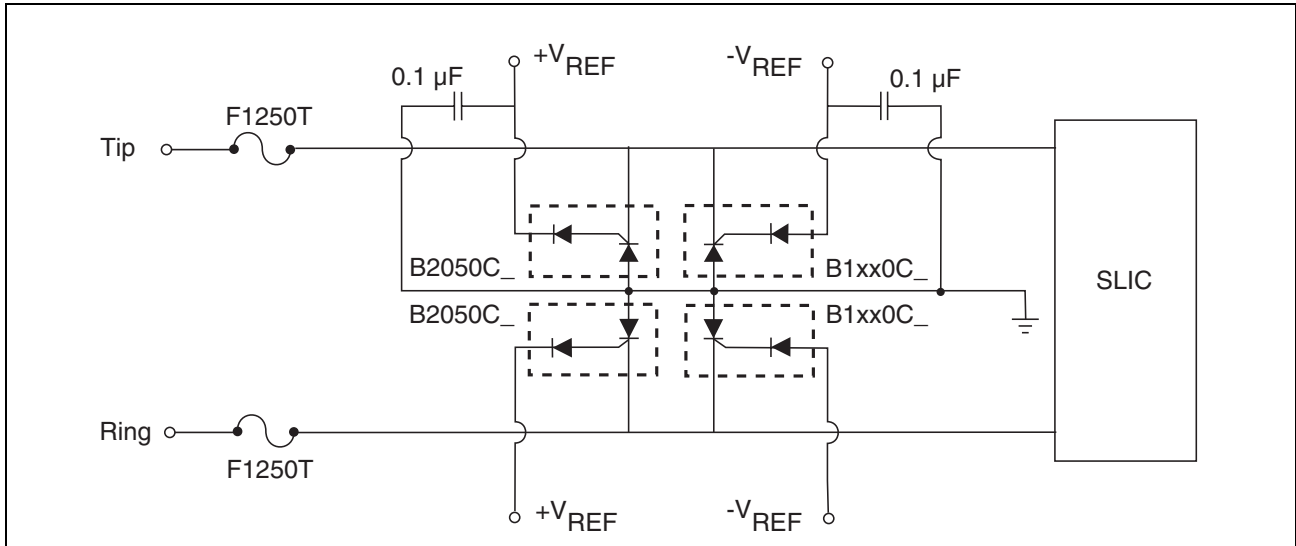 +VREF
-VREF
0.1 µF
0.1 µF
F1250T
Tip
B2050C_
B1xx0C_
SLIC
B2050C_
B1xx0C_
Ring
F1250T
+VREF
-VREF